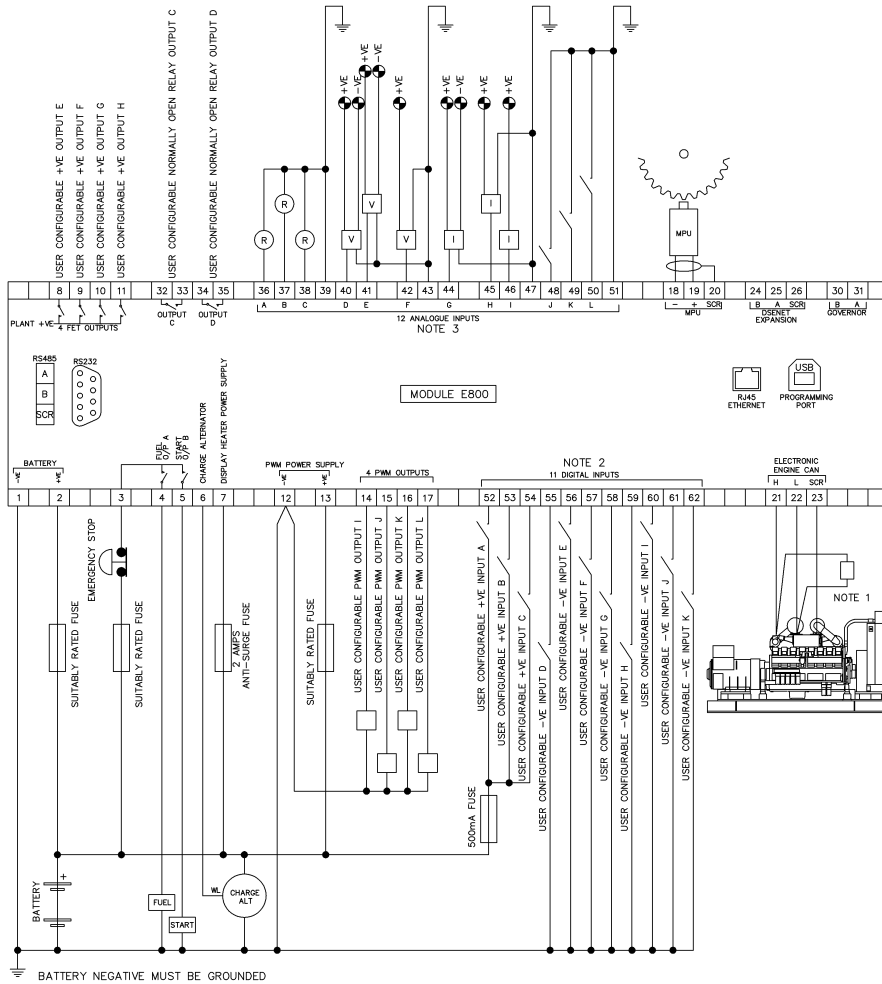 USER CONFIGURABLE +VE OUTPUT E
USER CONFIGURABLE +VE OUTPUT F
USER CONFIGURABLE +VE OUTPUT G
USER CONFIGURABLE +VE OUTPUT H
USER CONFIGURABLE NORMALLY OPEN RELAY OUTPUT C
USER CONFIGURABLE NORMALLY OPEN RELAY OUTPUT D
+VE
-VE
+VE
-VE
+VE
+VE
-VE
+VE
+VE
R
R
R
V
V
V
I
I
I
MPU
8 9 10 11 32 33 34 35 36 37 38 39 40 41 42 43 44 45 46 47 48 49 50 51 18 19 20 24 25 26 30 31
A B C D E F G H I J K L
- + SCR
B A SCR
B A
PLANT +VE
4 FET OUTPUTS
OUTPUT C
OUTPUT D
12 ANALOGUE INPUTS
NOTE 3
MPU
DSENET EXPANSION
GOVERNOR
RS485
A
B
SCR
RS232
MODULE E800
RJ45
ETHERNET
USB
PROGRAMMING
PORT
BATTERY
-VE
+VE
FUEL O/P A
START O/P B
CHARGE ALTERNATOR
DISPLAY HEATER POWER SUPPLY
PWM POWER SUPPLY
-VE
+VE
4 PWM OUTPUTS
NOTE 2
11 DIGITAL INPUTS
ELECTRONIC
ENGINE CAN
H L SCR
1 2 3 4 5 6 7 12 13 14 15 16 17 52 53 54 55 56 57 58 59 60 61 62 21 22 23
EMERGENCY STOP
SUITABLY RATED FUSE
SUITABLY RATED FUSE
2 AMPS
ANTI-SURGE FUSE
SUITABLY RATED FUSE
USER CONFIGURABLE PWM OUTPUT I
USER CONFIGURABLE PWM OUTPUT J
USER CONFIGURABLE PWM OUTPUT K
USER CONFIGURABLE PWM OUTPUT L
USER CONFIGURABLE +VE INPUT A
USER CONFIGURABLE +VE INPUT B
USER CONFIGURABLE +VE INPUT C
USER CONFIGURABLE -VE INPUT D
USER CONFIGURABLE -VE INPUT E
USER CONFIGURABLE -VE INPUT F
USER CONFIGURABLE -VE INPUT G
USER CONFIGURABLE -VE INPUT H
USER CONFIGURABLE -VE INPUT I
USER CONFIGURABLE -VE INPUT J
USER CONFIGURABLE -VE INPUT K
NOTE 1
500mA FUSE
BATTERY
+
FUEL
START
WL
CHARGE
ALT
BATTERY NEGATIVE MUST BE GROUNDED